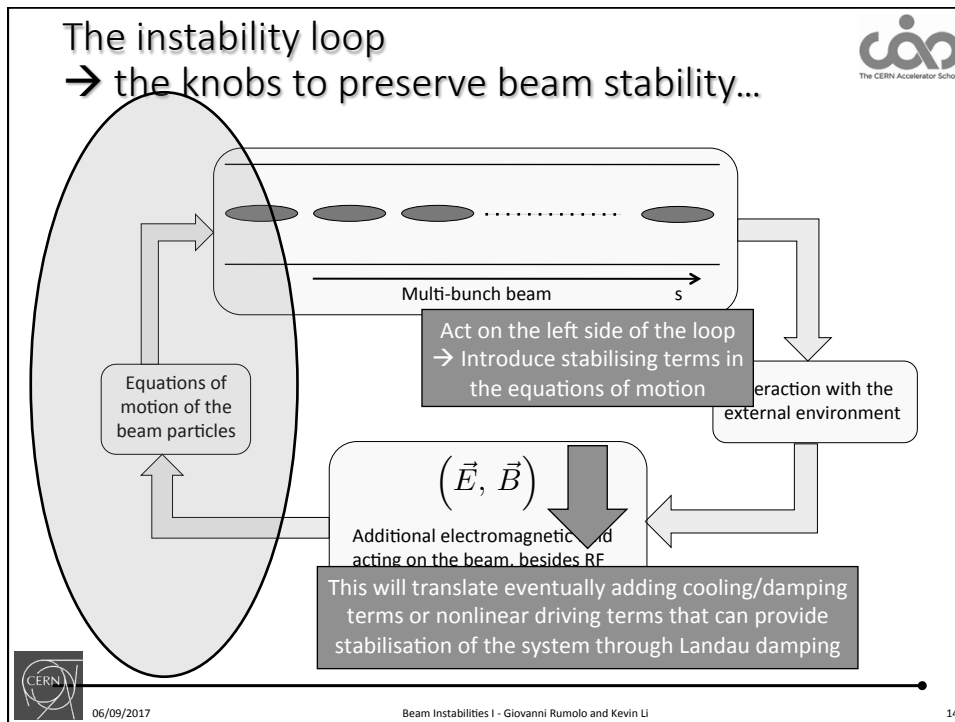 The instability loop
→ the knobs to preserve beam stability…
The CERN Accelerator Scho
Multi-bunch beam s
Act on the left side of the loop
→ Introduce stabilising terms in
the equations of motion
Equations of
motion of the
beam particles
eraction with the
external environment
(E⃗, B⃗)
Additional electromagnetic
acting on the beam, besides RF
This will translate eventually adding cooling/damping
terms or nonlinear driving terms that can provide
stabilisation of the system through Landau damping
CERN
06/09/2017 Beam Instabilities I - Giovanni Rumolo and Kevin Li 14